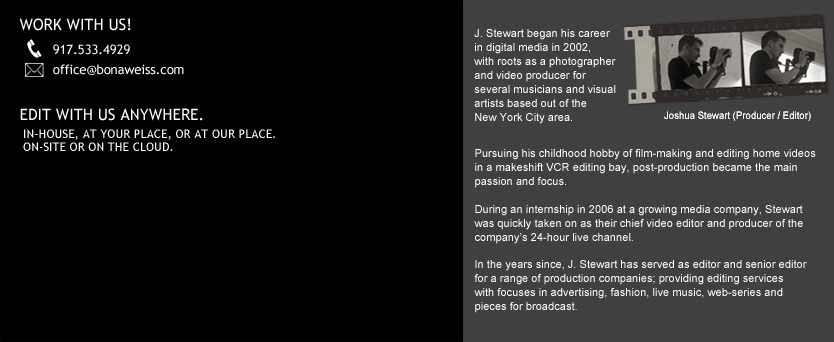 WORK WITH US!
917.533.4929
office@bonaweiss.com
EDIT WITH US ANYWHERE.
IN-HOUSE, AT YOUR PLACE, OR AT OUR PLACE.
ON-SITE OR ON THE CLOUD.
J. Stewart began his career
in digital media in 2002,
with roots as a photographer
and video producer for
several musicians and visual
artists based out of the
New York City area.
Joshua Stewart (Producer / Editor)
Pursuing his childhood hobby of film-making and editing home videos
in a makeshift VCR editing bay, post-production became the main
passion and focus.
During an internship in 2006 at a growing media company, Stewart
was quickly taken on as their chief video editor and producer of the
company's 24-hour live channel.
In the years since, J. Stewart has served as editor and senior editor
for a range of production companies; providing editing services
with focuses in advertising, fashion, live music, web-series and
pieces for broadcast.